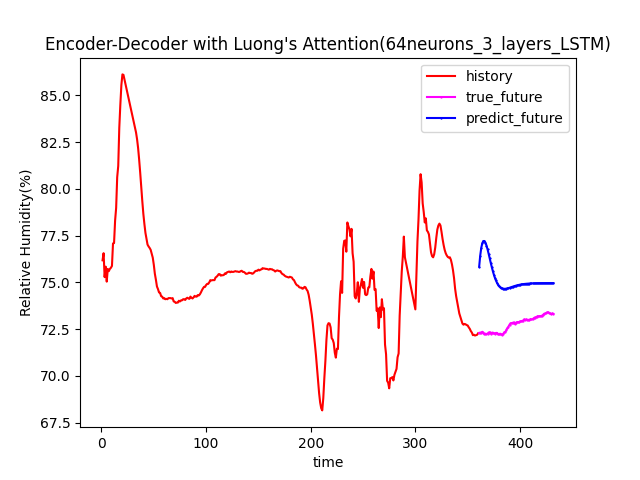 Encoder-Decoder with Luong's Attention(64neurons_3_layers_LSTM)
history
true_future
predict_future
Relative Humidity(%)
85.0
82.5
80.0
77.5
75.0
72.5
70.0
67.5
0 100 200 300 400
time